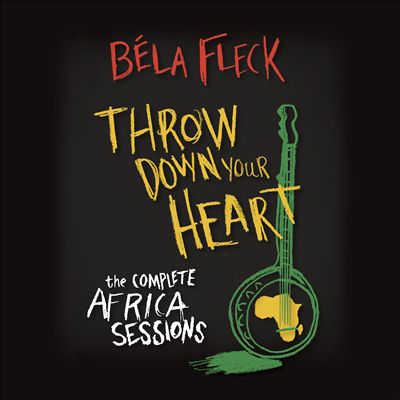 BÉLA FLECK
THROW
DOWN YOUR
HEART
the COMPLETE
AFRICA
SESSIONS